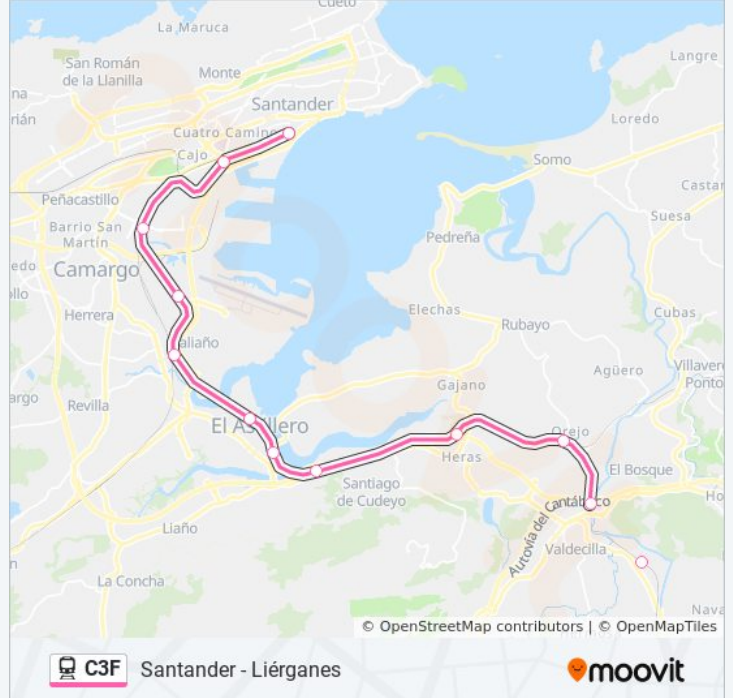 Cueto
La Maruca
San Román
de la Llanilla
Monte
Langre
na
rián
Santander
Cuatro Camino
Cajo
Loredo
Somo
Peñacastillo
Castar
Barrio San
Martín
Suesa
Pedreña
edo
Camargo
ollo
Herrera
Elechas
Rubayo
Cubas
aliaño
Agüero
Villaver
Ponto
Gajano
argo
Revilla
El Astillero
Orejo
Heras
El Bosque
Santiago
de Cudeyo
Ho
Autovía del Cantábrico
Liaño
Valdecilla
La Concha
Nava
© OpenStreetMap contributors | © OpenMapTiles
C3F Santander - Liérganes
moovit